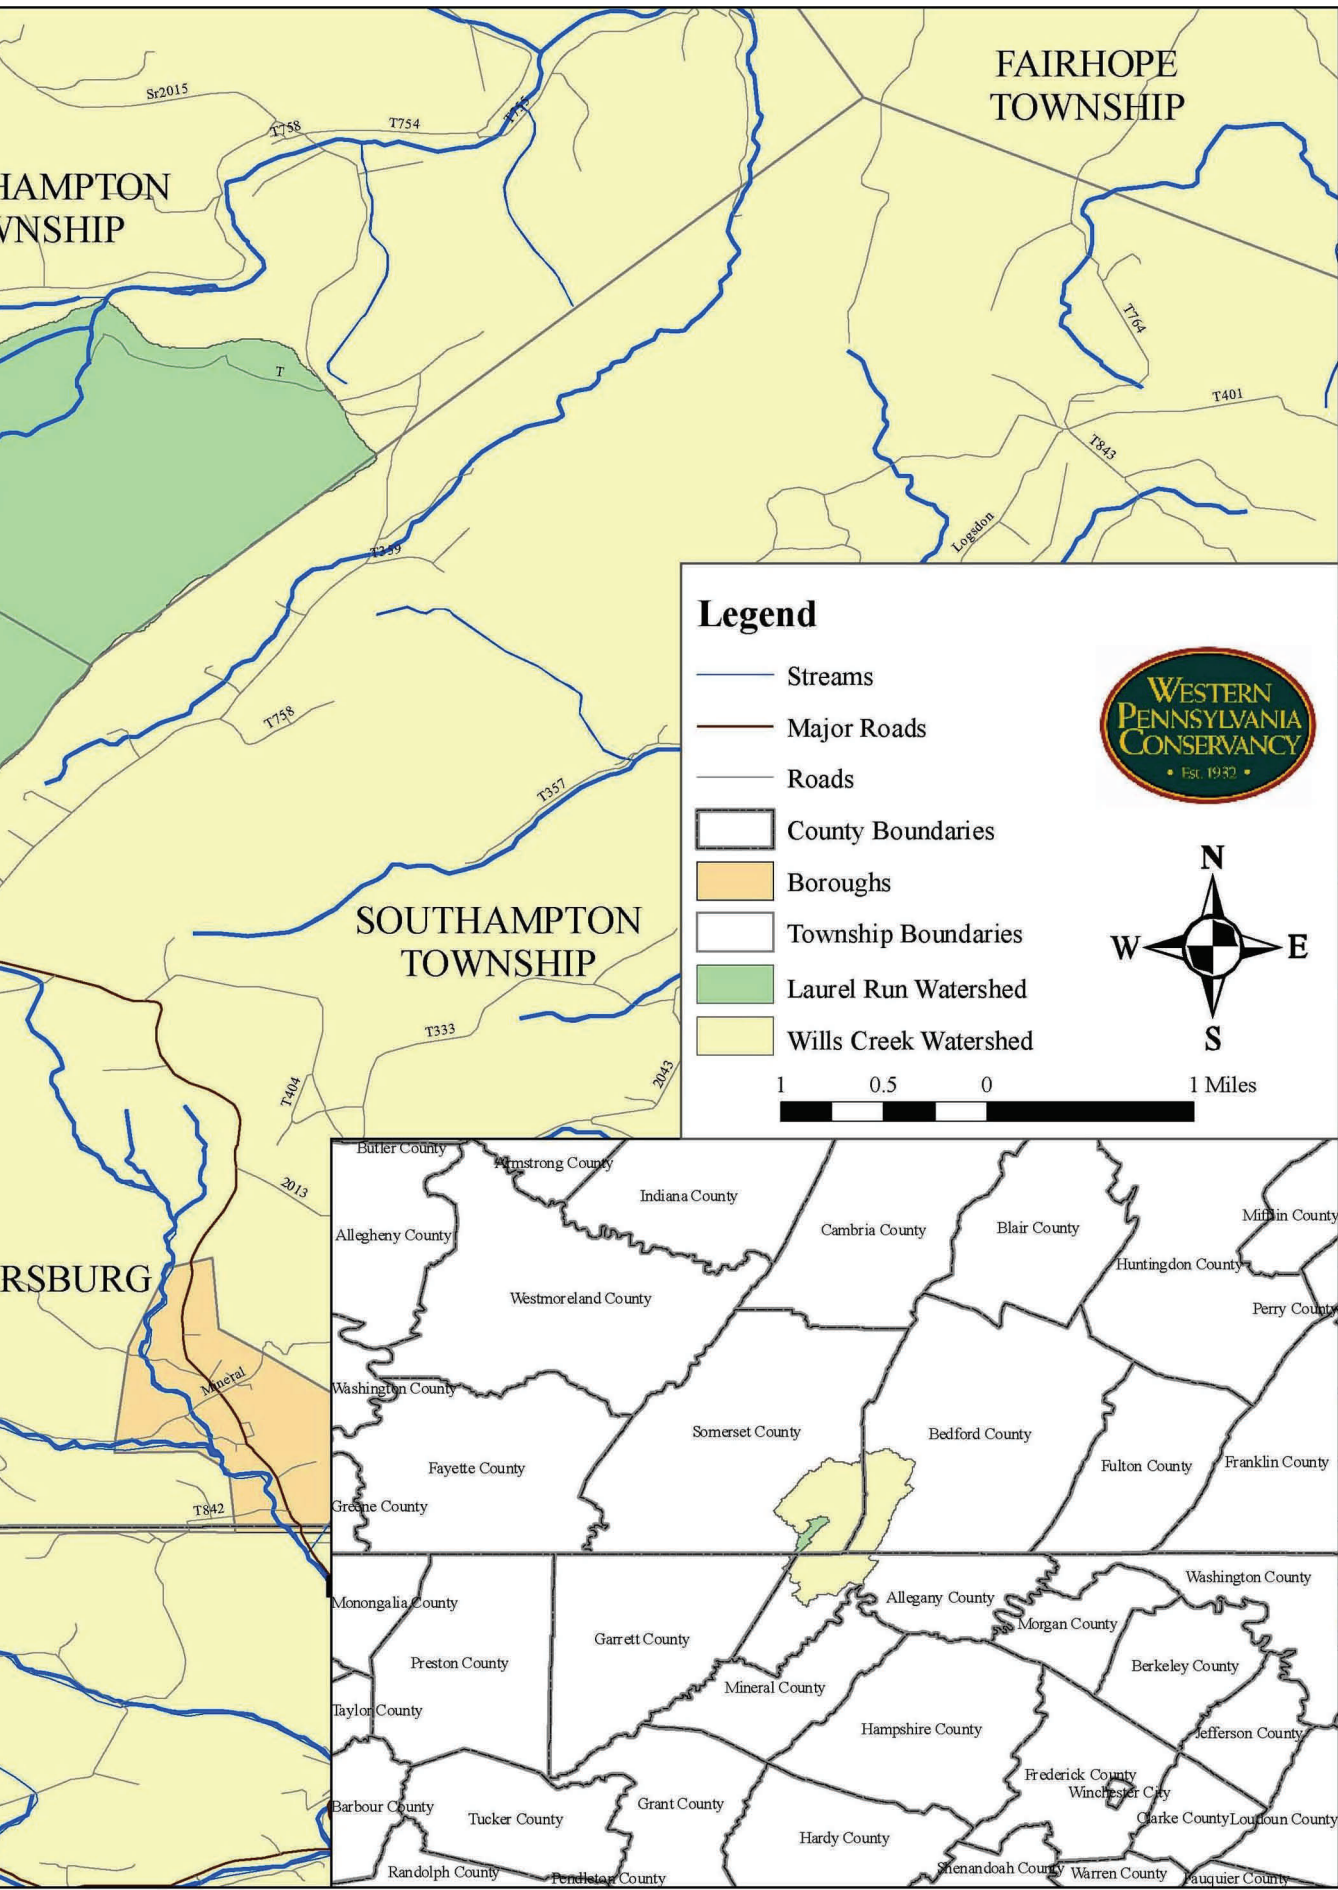 FAIRHOPE
TOWNSHIP
Sr2015
T758
T754
T755
HAMPTON
WNSHIP
T764
T
T401
T843
Logsdon
T359
T758
T357
SOUTHAMPTON
TOWNSHIP
T333
2043
T404
2013
RSBURG
Mineral
T842
Legend
Streams
Major Roads
Roads
County Boundaries
Boroughs
Township Boundaries
Laurel Run Watershed
Wills Creek Watershed
WESTERN
PENNSYLVANIA
CONSERVANCY
• EST. 1932 •
N
W E
S
1 0.5 0 1 Miles
Butler County
Armstrong County
Indiana County
Cambria County
Blair County
Mifflin County
Allegheny County
Huntingdon County
Westmoreland County
Perry County
Washington County
Somerset County
Bedford County
Fayette County
Fulton County
Franklin County
Greene County
Monongalia County
Allegany County
Washington County
Morgan County
Garrett County
Preston County
Berkeley County
Mineral County
Taylor County
Hampshire County
Jefferson County
Frederick County
Winchester City
Barbour County
Tucker County
Grant County
Clarke County
Loudoun County
Hardy County
Randolph County
Pendleton County
Shenandoah County
Warren County
Fauquier County